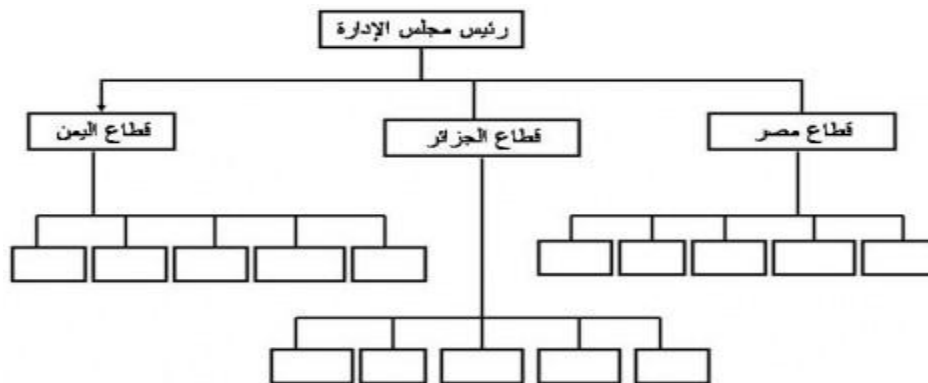 رئيس مجلس الإدارة
قطاع مصر
قطاع الجزائر
قطاع اليمن